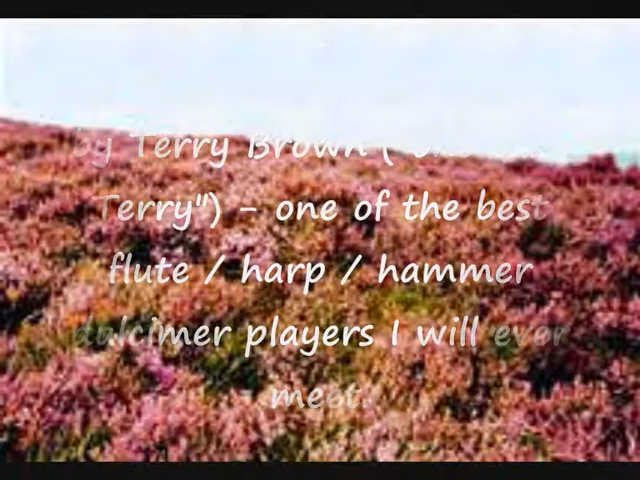 by Terry Brown ("
Terry") - one of the best
flute / harp / hammer
dulcimer players I will ever
meet.